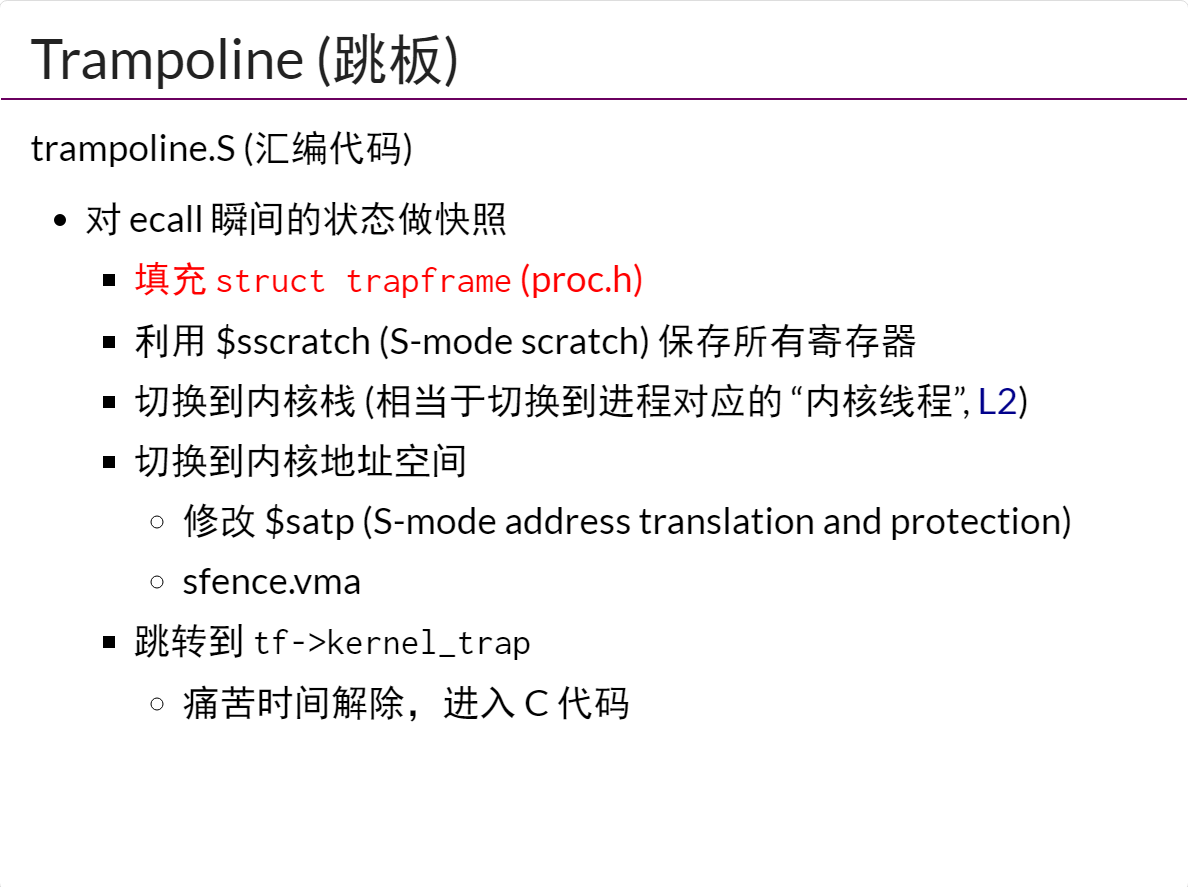 Trampoline (跳板)
trampoline.S (汇编代码)
对 ecall 瞬间的状态做快照
填充 struct trapframe (proc.h)
利用 $sscratch (S-mode scratch) 保存所有寄存器
切换到内核栈 (相当于切换到进程对应的 “内核线程”, L2)
切换到内核地址空间
修改 $satp (S-mode address translation and protection)
sfence.vma
跳转到 tf->kernel_trap
痛苦时间解除，进入 C 代码